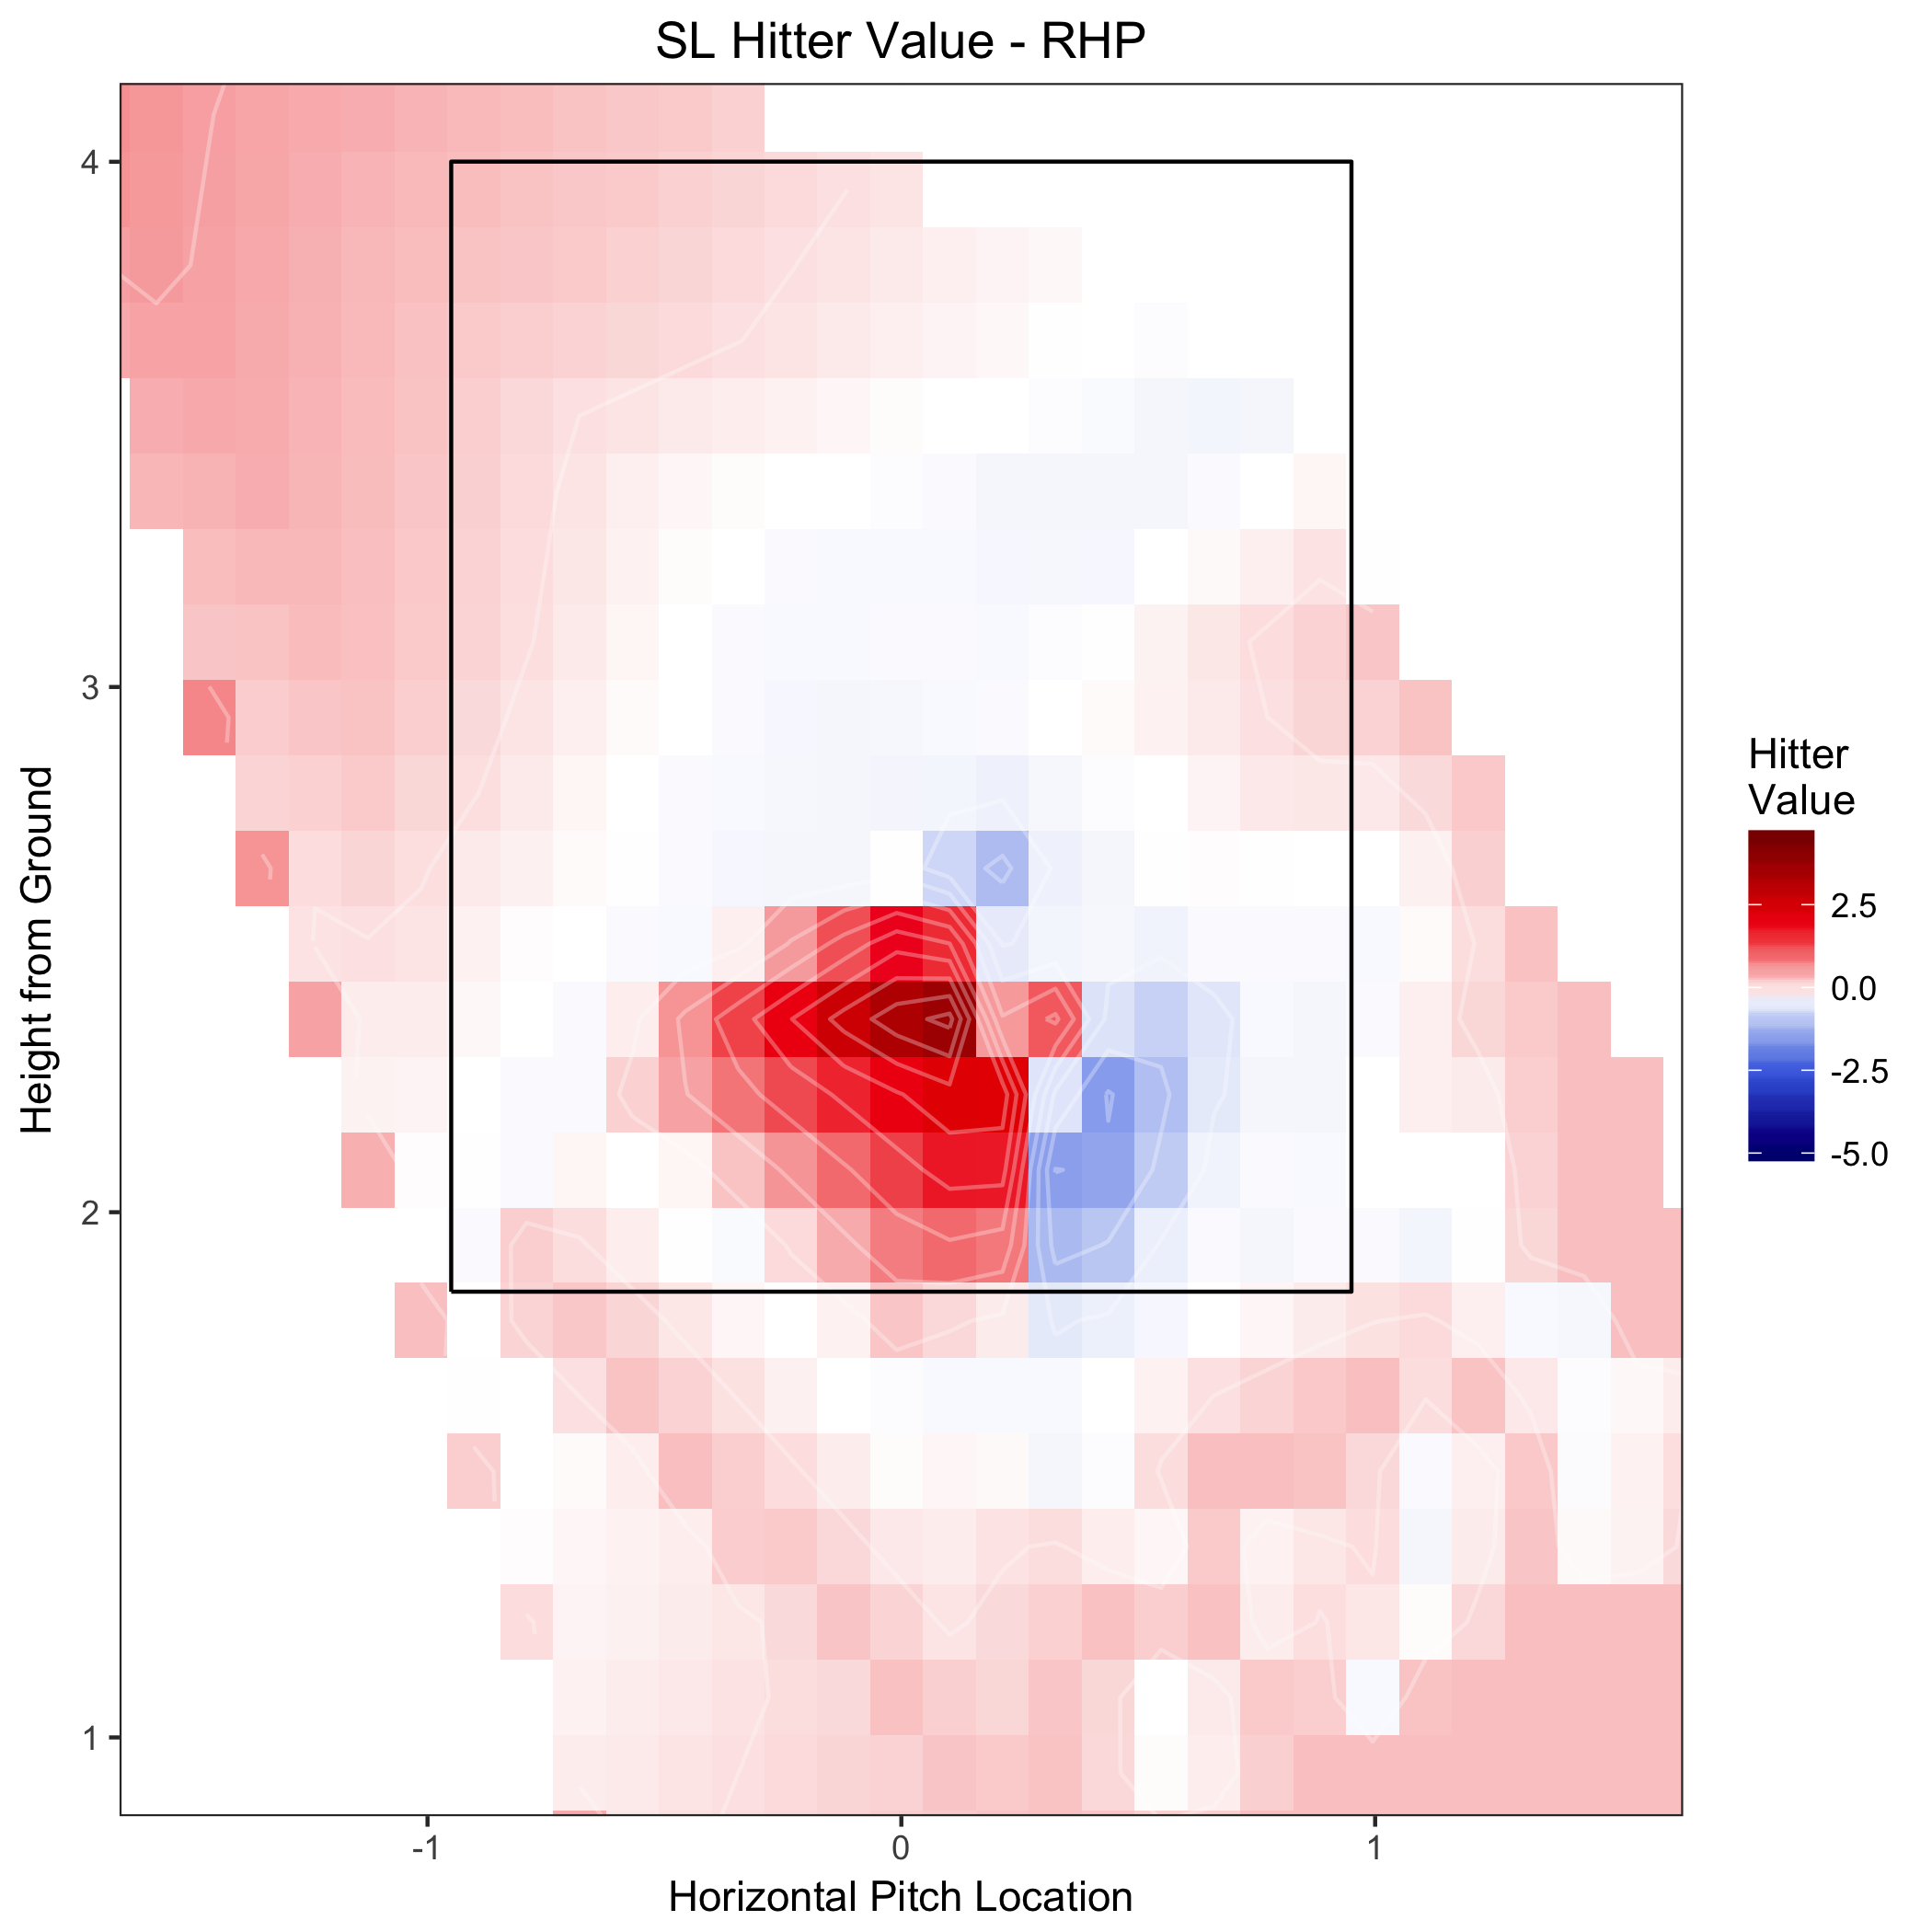 SL Hitter Value - RHP
4
3
2
1
Height from Ground
-1
0
1
Horizontal Pitch Location
Hitter
Value
2.5
0.0
-2.5
-5.0